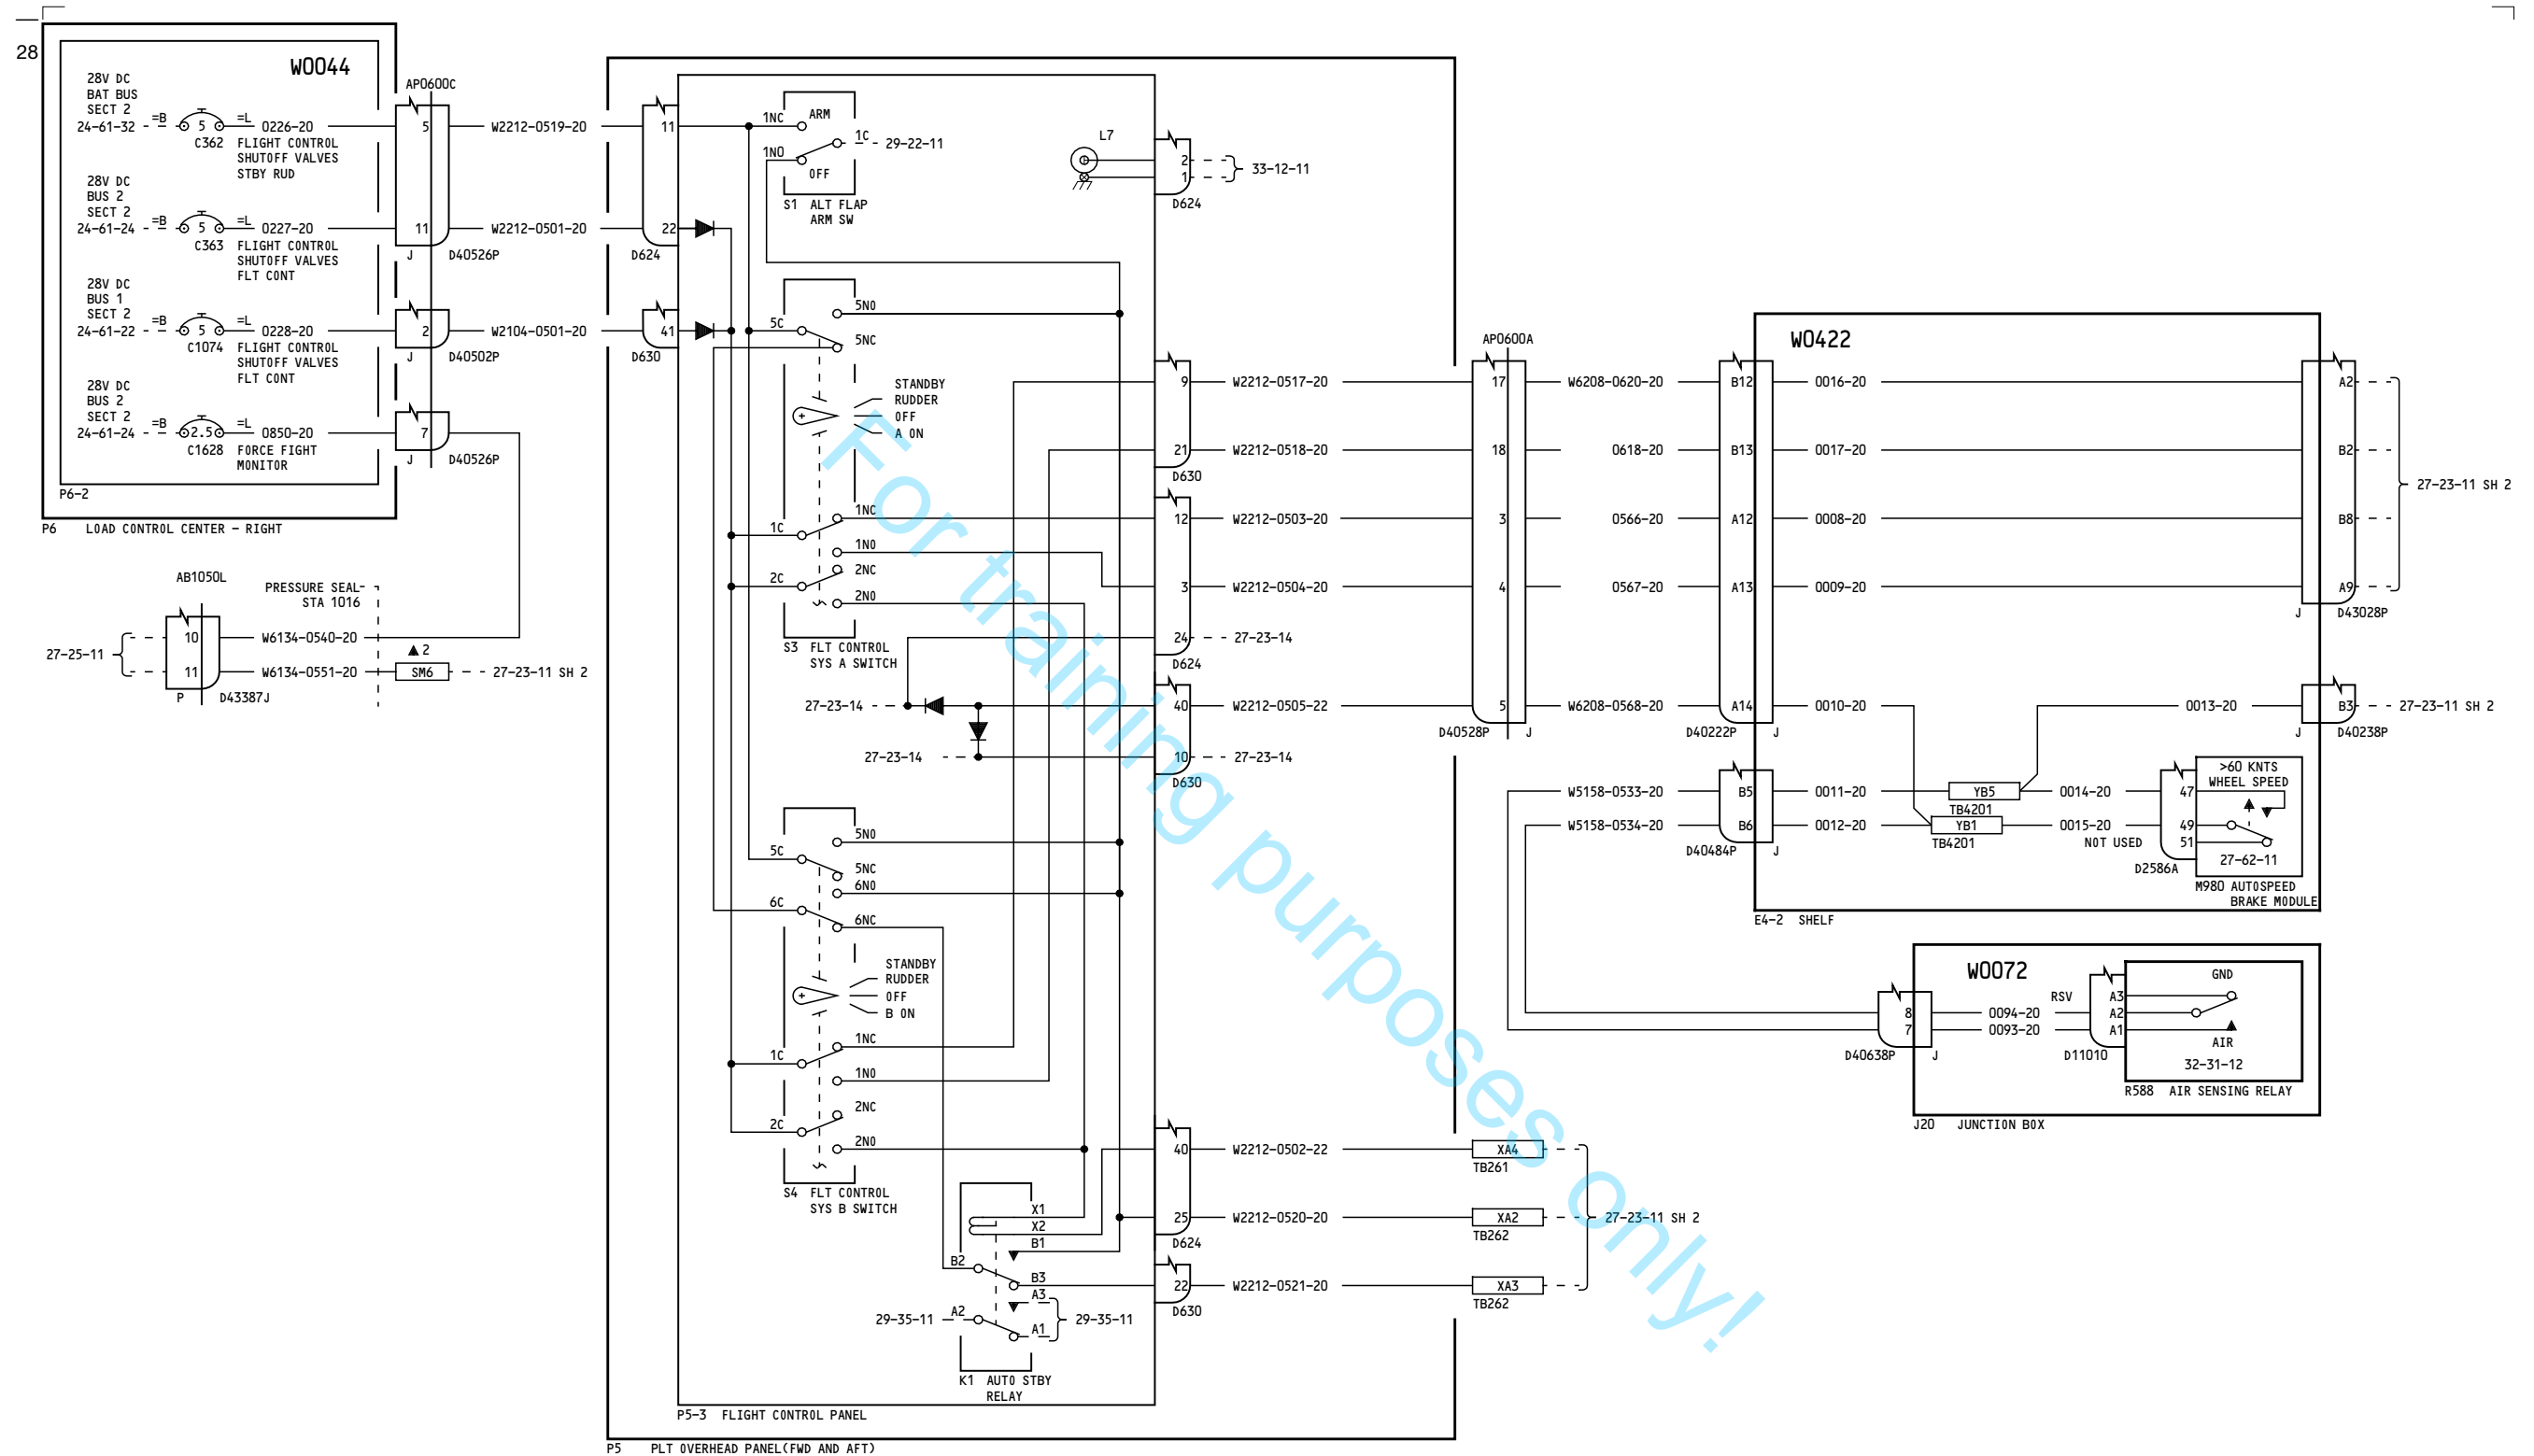 28
W0044
28V DC
BAT BUS
SECT 2
24-61-32
=B
5
=L
0226-20
C362
FLIGHT CONTROL
SHUTOFF VALVES
STBY RUD
28V DC
BUS 2
SECT 2
24-61-24
=B
5
=L
0227-20
C363
FLIGHT CONTROL
SHUTOFF VALVES
FLT CONT
28V DC
BUS 1
SECT 2
24-61-22
=B
5
=L
0228-20
C1074
FLIGHT CONTROL
SHUTOFF VALVES
FLT CONT
28V DC
BUS 2
SECT 2
24-61-24
=B
2.5
=L
0850-20
C1628
FORCE FIGHT
MONITOR
P6-2
P6 LOAD CONTROL CENTER - RIGHT
AP0600C
5
11
J
D40526P
2
J
D40502P
7
J
D40526P
W2212-0519-20
W2212-0501-20
W2104-0501-20
AB1050L
PRESSURE SEAL
STA 1016
27-25-11
10
W6134-0540-20
11
W6134-0551-20
P
D43387J
2
SM6
27-23-11 SH 2
11
22
D624
41
D630
1NC
ARM
1C
29-22-11
1NO
OFF
S1 ALT FLAP
ARM SW
L7
2
1
33-12-11
D624
5NO
5C
5NC
STANDBY
RUDDER
OFF
A ON
1NC
1C
1NO
2NC
2C
2NO
S3 FLT CONTROL
SYS A SWITCH
27-23-14
27-23-14
9
W2212-0517-20
21
W2212-0518-20
D630
12
W2212-0503-20
3
W2212-0504-20
24
27-23-14
D624
40
W2212-0505-22
10
27-23-14
D630
5NO
5C
5NC
6NO
6C
6NC
STANDBY
RUDDER
OFF
B ON
1NC
1C
1NO
2NC
2C
2NO
S4 FLT CONTROL
SYS B SWITCH
X1
X2
B1
B2
B3
A3
29-35-11
A2
29-35-11
A1
K1 AUTO STBY
RELAY
40
W2212-0502-22
XA4
TB261
25
W2212-0520-20
XA2
27-23-11 SH 2
D624
TB262
22
W2212-0521-20
XA3
D630
TB262
P5-3 FLIGHT CONTROL PANEL
P5 PLT OVERHEAD PANEL(FWD AND AFT)
AP0600A
17
W6208-0620-20
18
0618-20
3
0566-20
4
0567-20
5
W6208-0568-20
D40528P
J
W0422
B12
0016-20
A2
B13
0017-20
B2
27-23-11 SH 2
A12
0008-20
B8
A13
0009-20
A9
J
D43028P
A14
0010-20
0013-20
B3
27-23-11 SH 2
D40222P
J
J
D40238P
W5158-0533-20
B5
0011-20
YB5
TB4201
0014-20
47
>60 KNTS
WHEEL SPEED
W5158-0534-20
B6
0012-20
YB1
TB4201
0015-20
49
NOT USED
51
D40484P
J
27-62-11
D2586A
M980 AUTOSPEED
BRAKE MODULE
E4-2 SHELF
W0072
GND
RSV
A3
8
0094-20
A2
7
0093-20
A1
AIR
D40638P
J
D11010
32-31-12
R588 AIR SENSING RELAY
J20 JUNCTION BOX
For training purposes only!